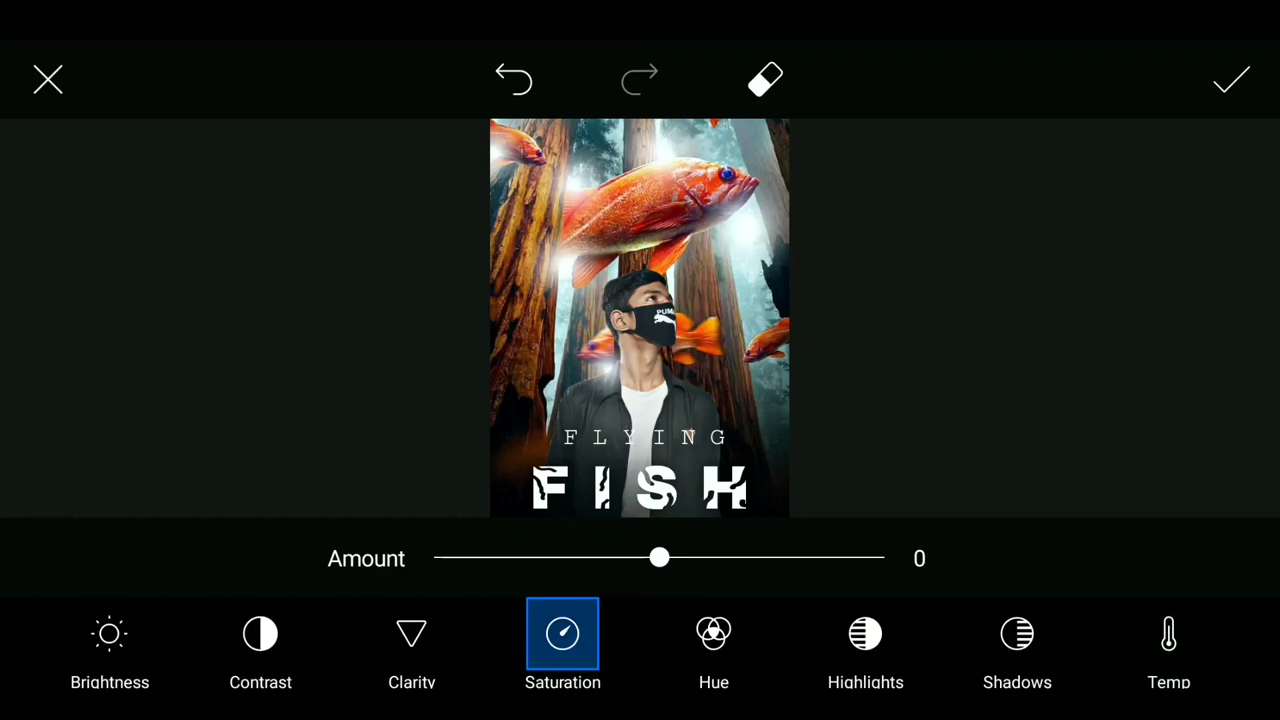 PUMA
FLYING
FISH
Amount 0
Brightness Contrast Clarity Saturation Hue Highlights Shadows Temp